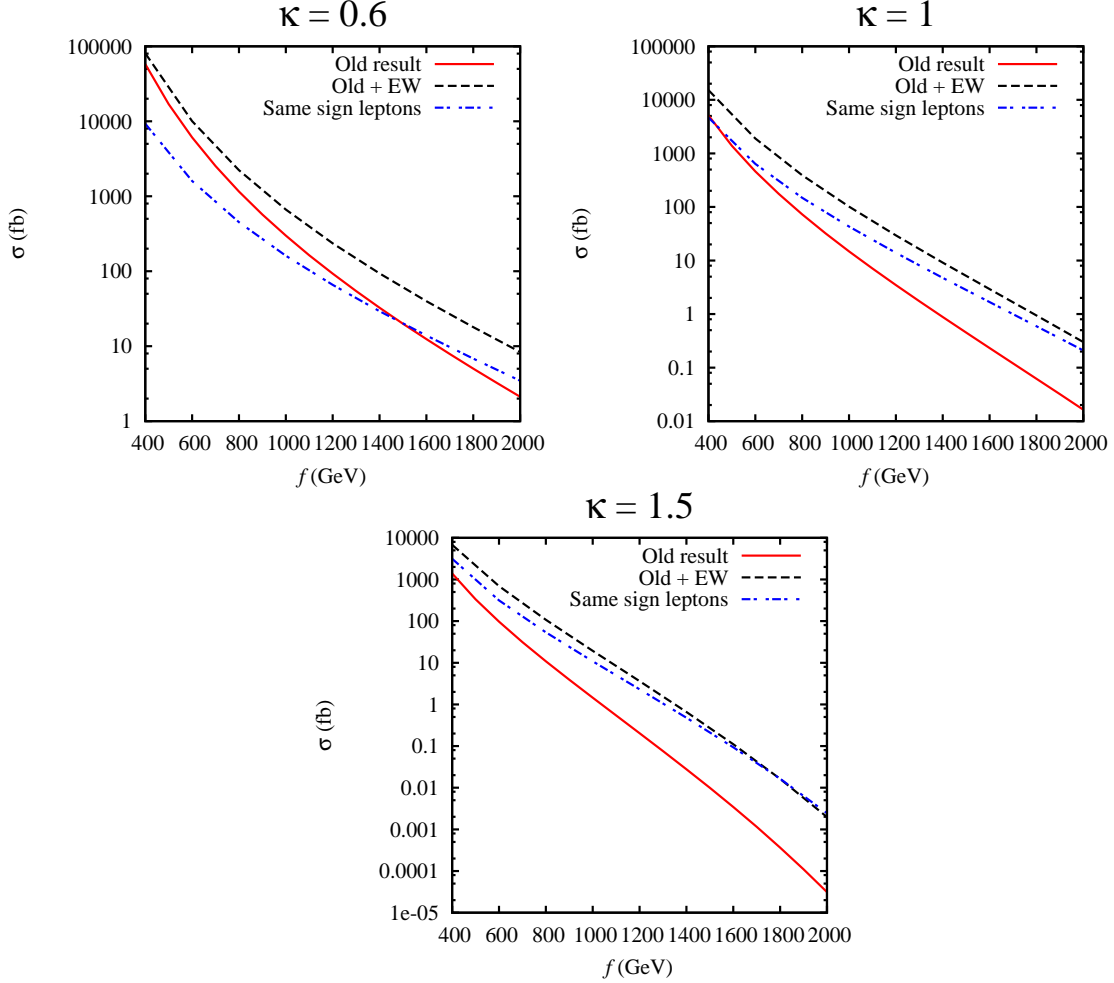 κ = 0.6
100000
10000
1000
100
10
1
σ (fb)
Old result
Old + EW
Same sign leptons
400 600 800 1000 1200 1400 1600 1800 2000
f (GeV)
κ = 1
100000
10000
1000
100
10
1
0.1
0.01
σ (fb)
Old result
Old + EW
Same sign leptons
400 600 800 1000 1200 1400 1600 1800 2000
f (GeV)
κ = 1.5
10000
1000
100
10
1
0.1
0.01
0.001
0.0001
1e-05
σ (fb)
Old result
Old + EW
Same sign leptons
400 600 800 1000 1200 1400 1600 1800 2000
f (GeV)